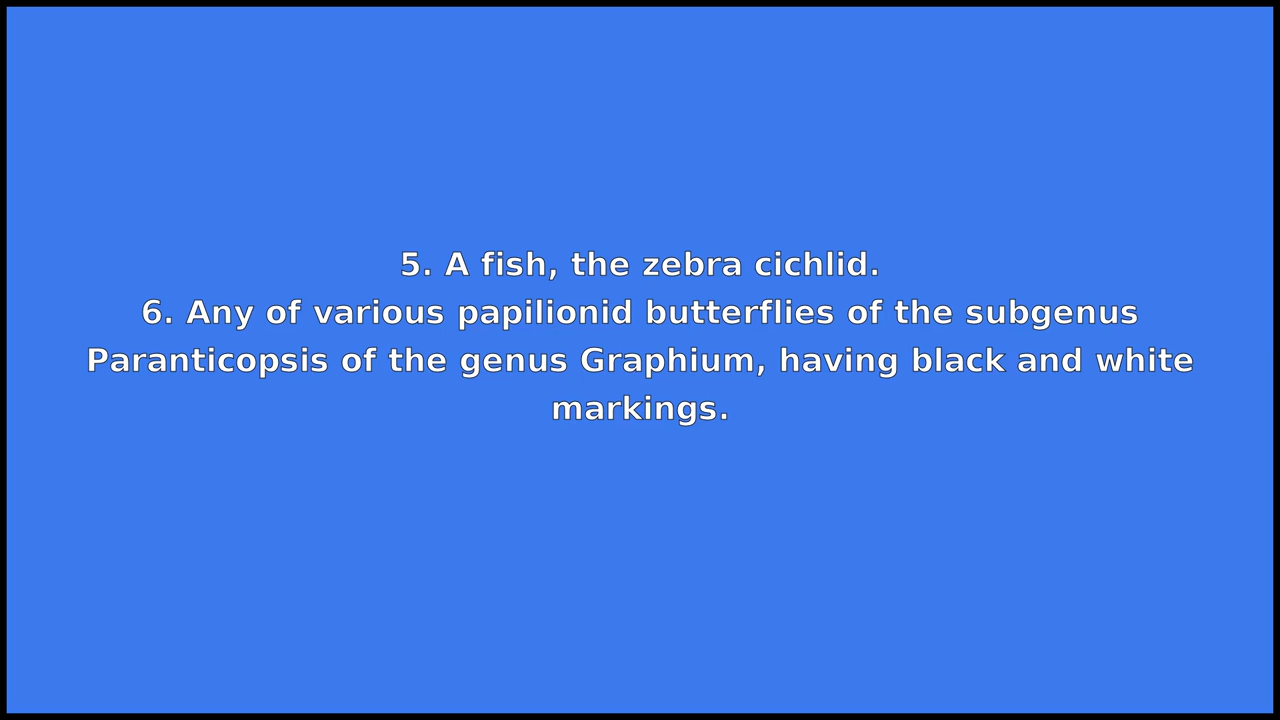 5. A fish, the zebra cichlid.
6. Any of various papilionid butterflies of the subgenus
Paranticopsis of the genus Graphium, having black and white
markings.